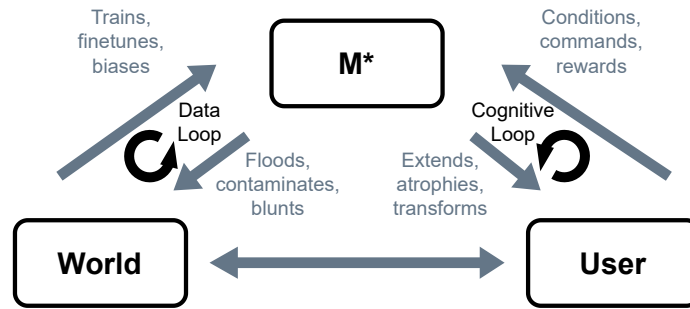 Trains,
finetunes,
biases
M*
Conditions,
commands,
rewards
Data
Loop
Cognitive
Loop
Floods,
contaminates,
blunts
Extends,
atrophies,
transforms
World
User